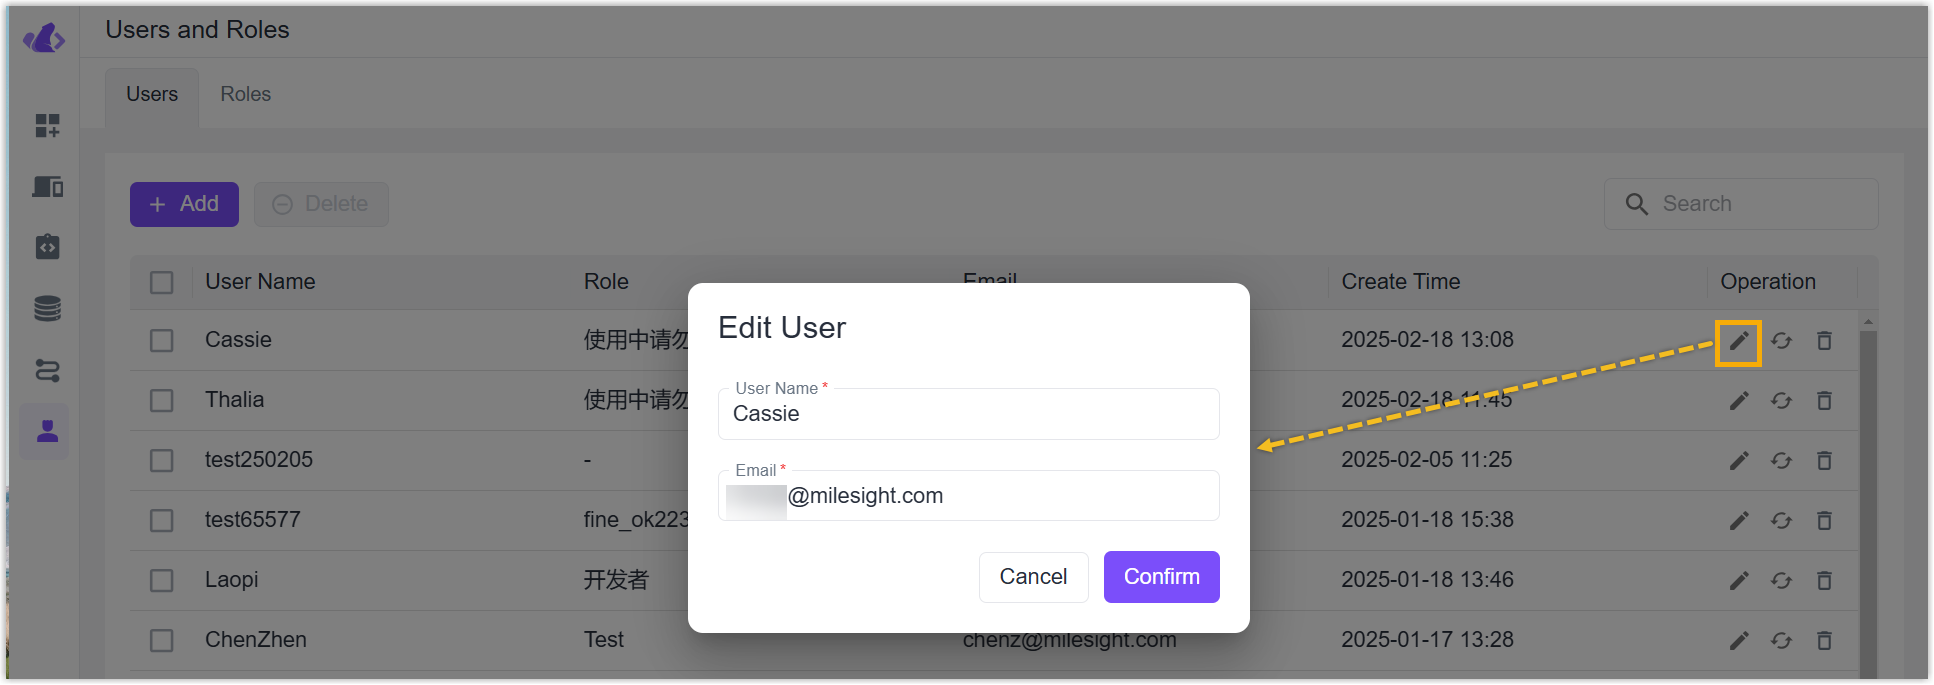 Users and Roles
Users Roles
+ Add Delete Search
User Name Role Email Create Time Operation
Cassie 使用中请勿 2025-02-18 13:08
Thalia 使用中请勿 2025-02-18 11:45
test250205 - 2025-02-05 11:25
test65577 fine_ok223 2025-01-18 15:38
Laopi 开发者 2025-01-18 13:46
ChenZhen Test chenz@milesight.com 2025-01-17 13:28
Edit User
User Name *
Cassie
Email *
@milesight.com
Cancel Confirm